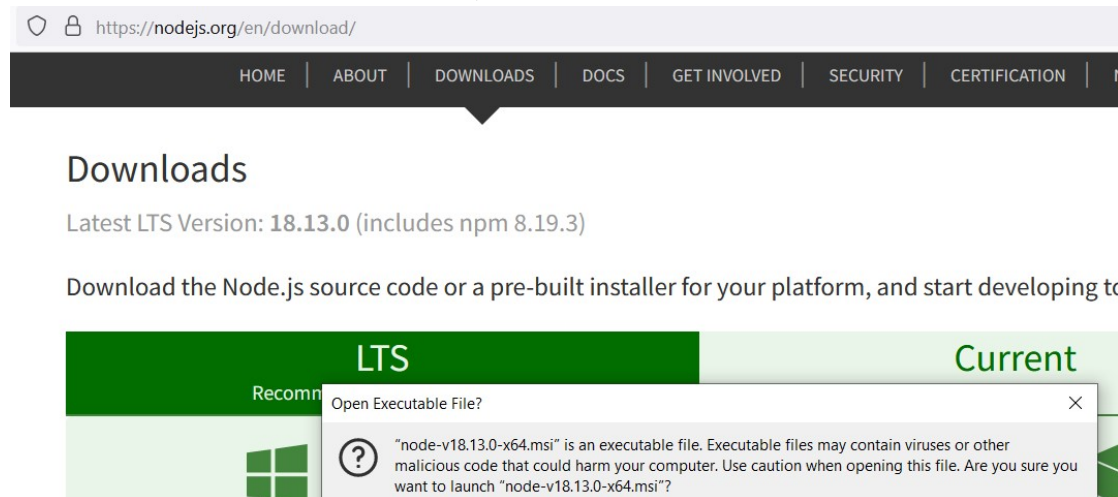 https://nodejs.org/en/download/
HOME | ABOUT | DOWNLOADS | DOCS | GET INVOLVED | SECURITY | CERTIFICATION |
Downloads
Latest LTS Version: 18.13.0 (includes npm 8.19.3)
Download the Node.js source code or a pre-built installer for your platform, and start developing
LTS
Current
Open Executable File?
"node-v18.13.0-x64.msi" is an executable file. Executable files may contain viruses or other
malicious code that could harm your computer. Use caution when opening this file. Are you sure you
want to launch "node-v18.13.0-x64.msi"?